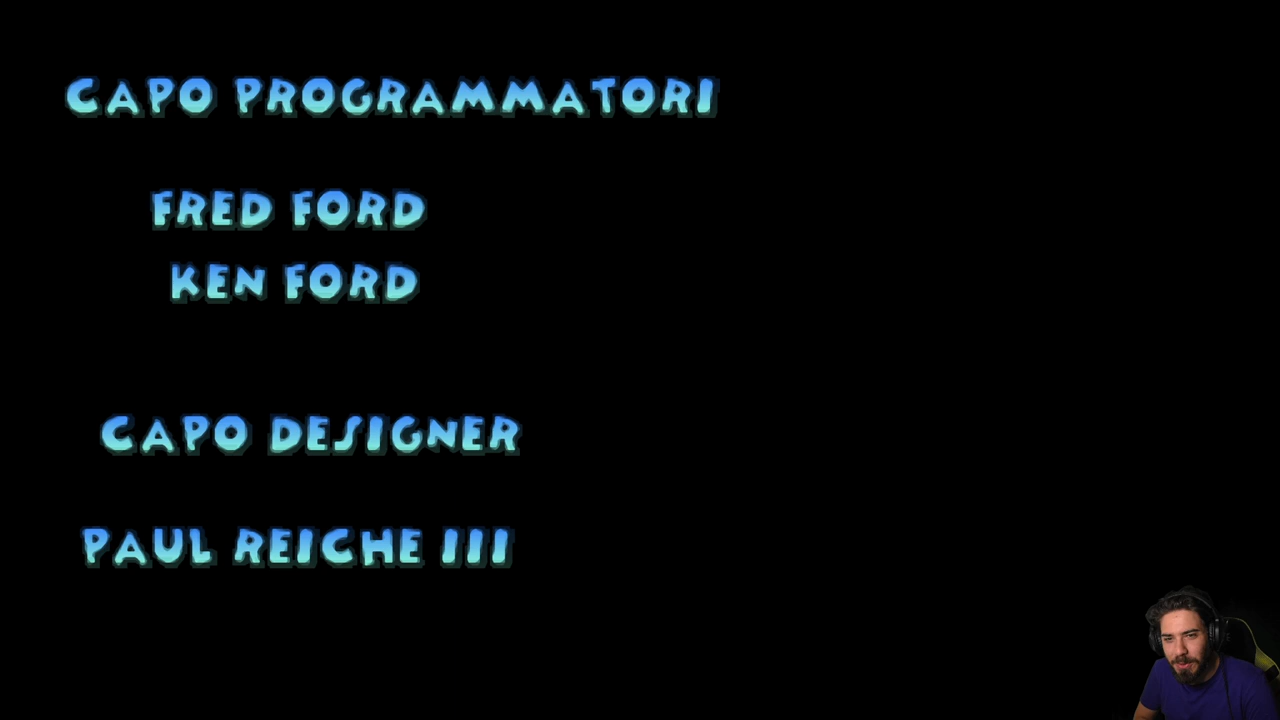 CAPO PROGRAMMATORI
FRED FORD
KEN FORD
CAPO DESIGNER
PAUL REICHE III